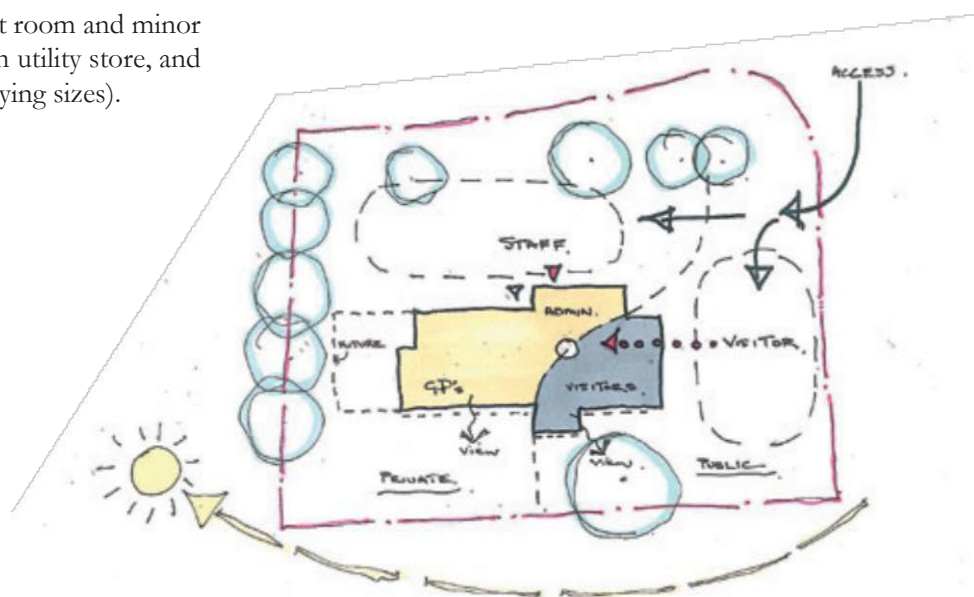 t room and minor
n utility store, and
ying sizes).
ACCESS.
STAFF.
ADMIN.
FUTURE
VISITOR.
GP's
VISITORS
VIEW
VIEW.
PUBLIC
PRIVATE.